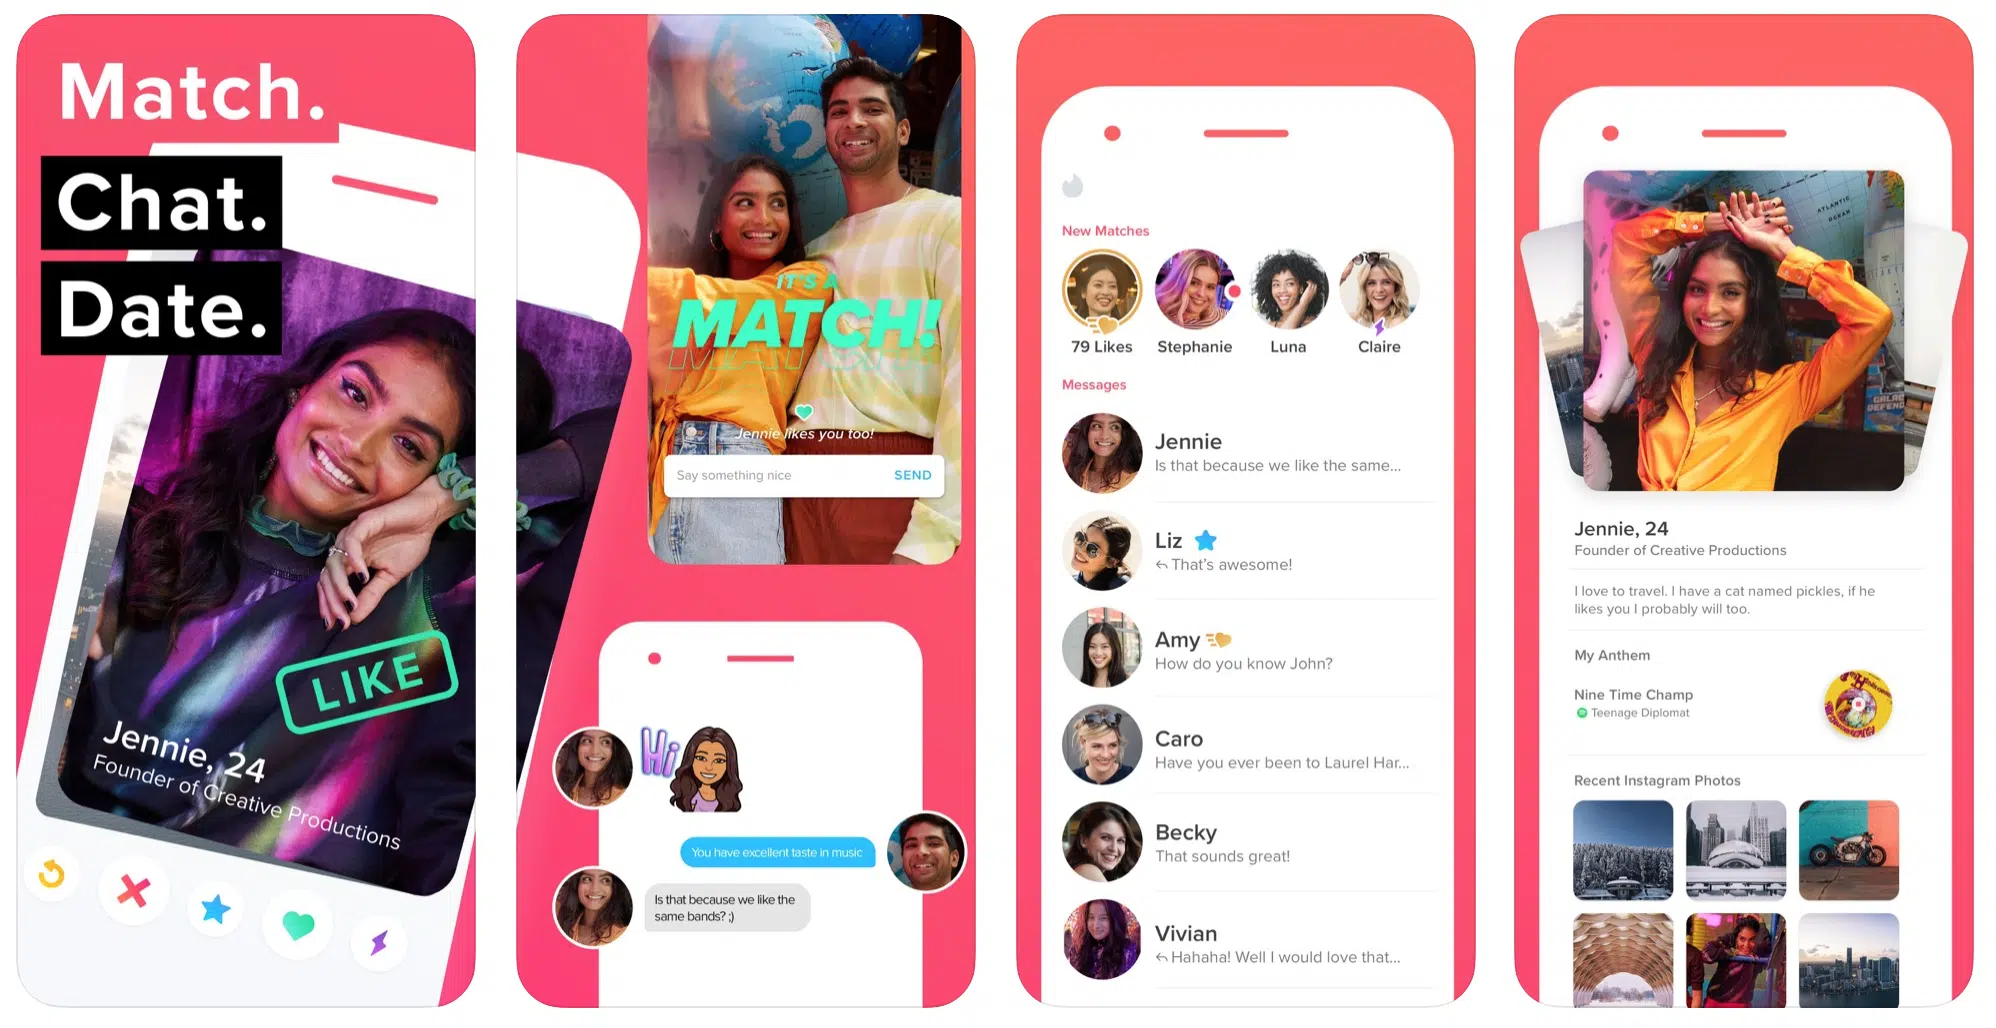 Match.
Chat.
Date.
LIKE
Jennie, 24
Founder of Creative Productions
IT'S A
MATCH!
Jennie likes you too!
Say something nice
SEND
Hi
You have excellent taste in music
Is that because we like the
same bands? ;)
New Matches
79 Likes
Stephanie
Luna
Claire
Messages
Jennie
Is that because we like the same...
Liz
That's awesome!
Amy
How do you know John?
Caro
Have you ever been to Laurel Har...
Becky
That sounds great!
Vivian
Hahaha! Well I would love that...
ATLANTIC
OCEAN
Jennie, 24
Founder of Creative Productions
I love to travel. I have a cat named pickles, if he
likes you I probably will too.
My Anthem
Nine Time Champ
Teenage Diplomat
Recent Instagram Photos